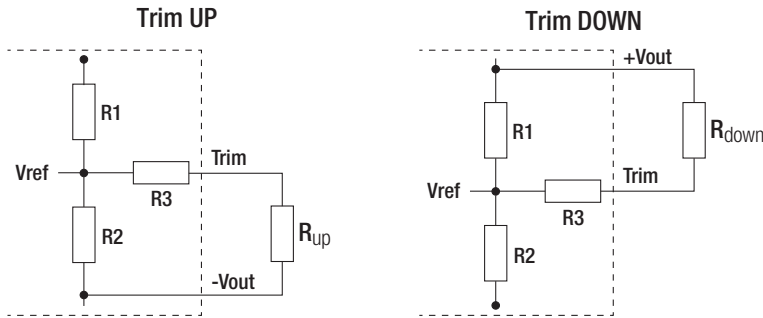 Trim UP
R1
Trim
Vref
R3
R2
Rup
-Vout
Trim DOWN
+Vout
R1
Rdown
Trim
Vref
R3
R2